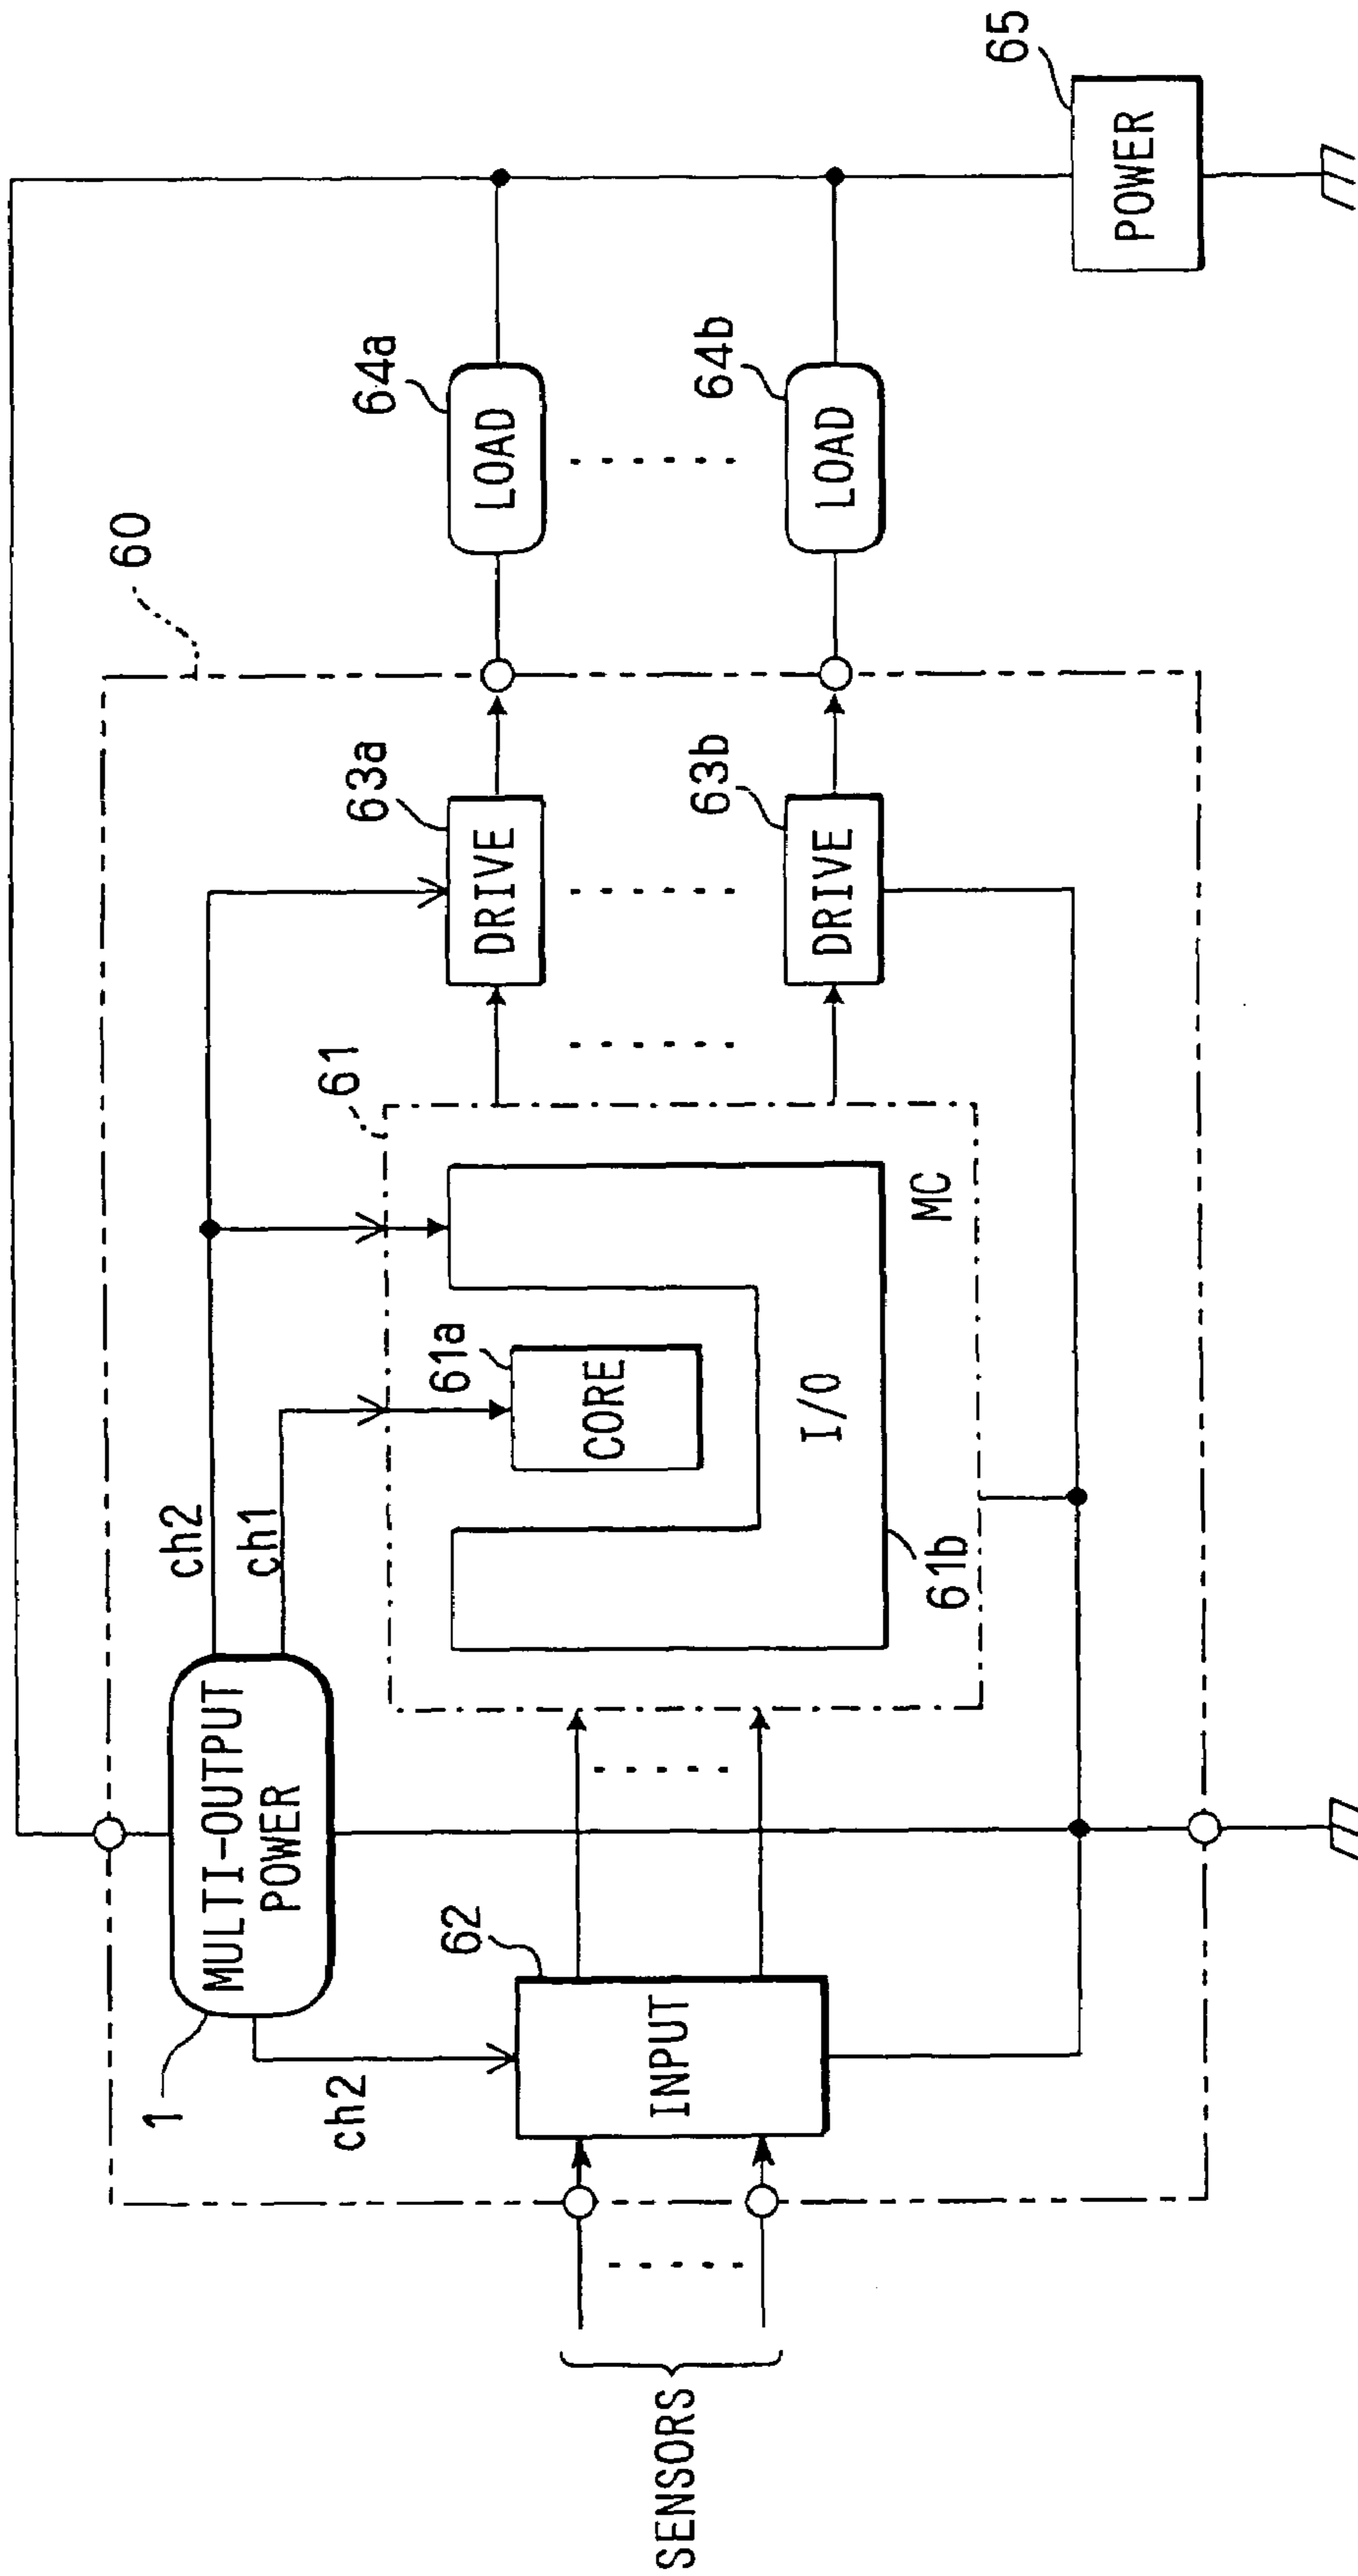 60
65
1
MULTI-OUTPUT
POWER
ch2
ch1
ch2
61
63a
64a
61a
CORE
DRIVE
LOAD
POWER
62
INPUT
SENSORS
I/O
MC
61b
63b
DRIVE
64b
LOAD